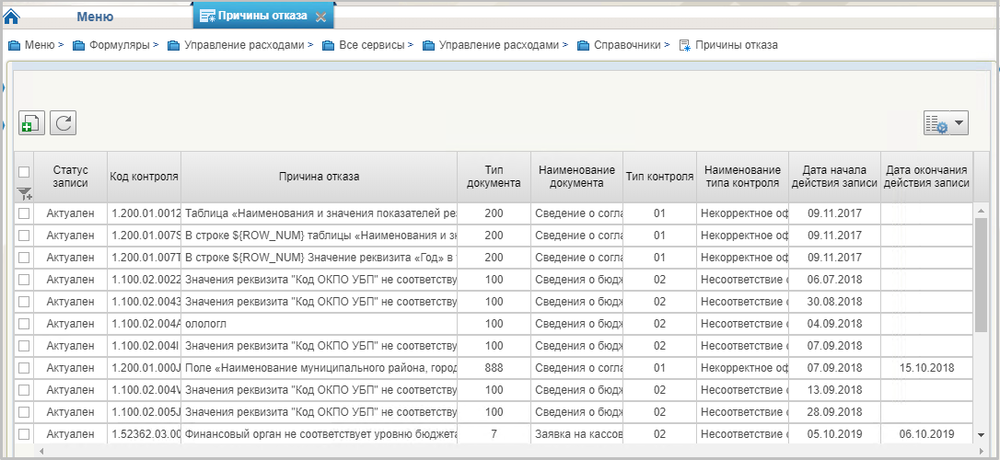 Меню Причины отказа
Меню > Формуляры > Управление расходами > Все сервисы > Управление расходами > Справочники > Причины отказа
Статус записи Код контроля Причина отказа Тип документа Наименование документа Тип контроля Наименование типа контроля Дата начала действия записи Дата окончания действия записи
Актуален 1.200.01.0012 Таблица «Наименования и значения показателей рез 200 Сведение о согла 01 Некорректное оф 09.11.2017
Актуален 1.200.01.007S В строке ${ROW_NUM} таблицы «Наименования и зн 200 Сведение о согла 01 Некорректное оф 09.11.2017
Актуален 1.200.01.007T В строке ${ROW_NUM} Значение реквизита «Год» в 200 Сведение о согла 01 Некорректное оф 09.11.2017
Актуален 1.100.02.0022 Значения реквизита "Код ОКПО УБП" не соответству 100 Сведения о бюдж 02 Несоответствие 06.07.2018
Актуален 1.100.02.0043 Значения реквизита "Код ОКПО УБП" не соответству 100 Сведения о бюдж 02 Несоответствие 30.08.2018
Актуален 1.100.02.004A олологл 100 Сведения о бюдж 02 Несоответствие 04.09.2018
Актуален 1.100.02.004I Значения реквизита "Код ОКПО УБП" не соответству 100 Сведения о бюдж 02 Несоответствие 07.09.2018
Актуален 1.200.01.000J Поле «Наименование муниципального района, город 888 Сведения о согла 01 Некорректное оф 07.09.2018 15.10.2018
Актуален 1.100.02.004V Значения реквизита "Код ОКПО УБП" не соответству 100 Сведения о бюдж 02 Несоответствие 13.09.2018
Актуален 1.100.02.005J Значения реквизита "Код ОКПО УБП" не соответству 100 Сведения о бюдж 02 Несоответствие 28.09.2018
Актуален 1.52362.03.00 Финансовый орган не соответствует уровню бюджета 7 Заявка на кассов 02 Несоответствие 05.10.2019 06.10.2019